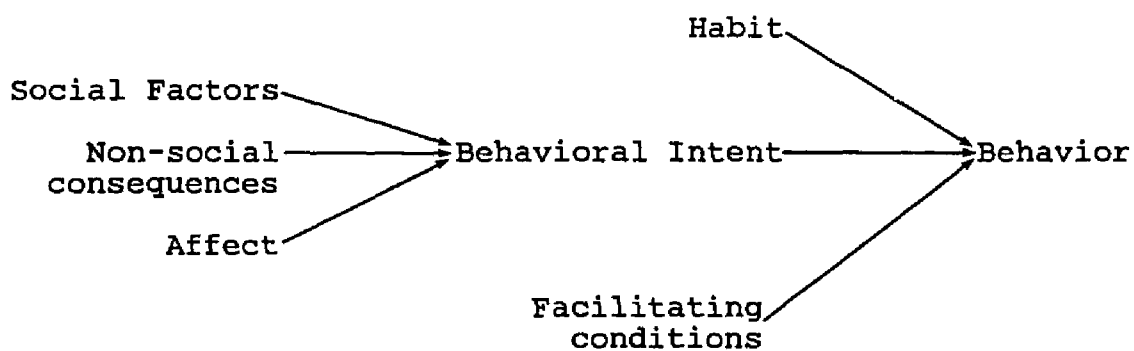 Habit
Social Factors
Non-social
consequences
Behavioral Intent
Behavior
Affect
Facilitating
conditions